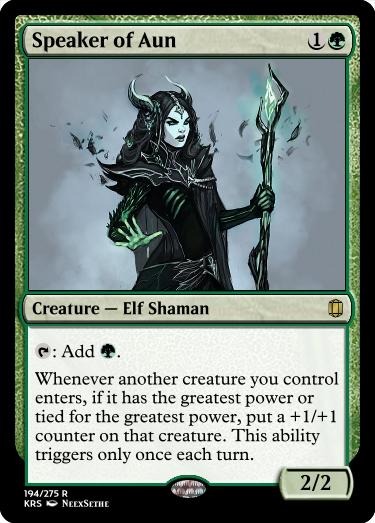 Speaker of Aun 1
Creature — Elf Shaman
: Add .
Whenever another creature you control
enters, if it has the greatest power or
tied for the greatest power, put a +1/+1
counter on that creature. This ability
triggers only once each turn.
2/2
194/275 R
KRS NeexSethe